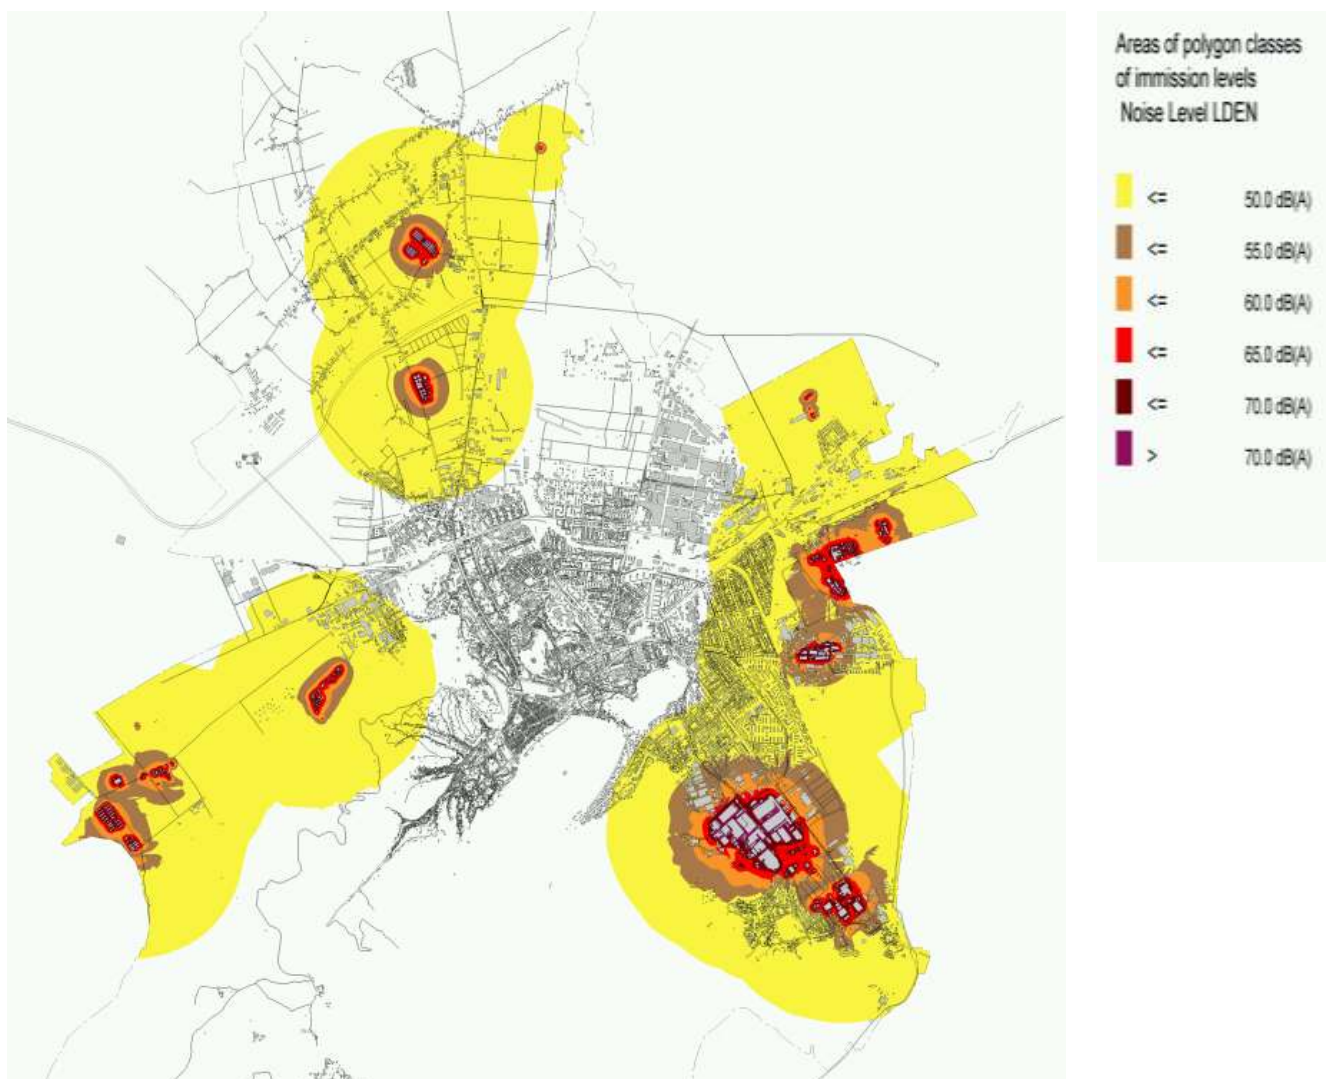 Areas of polygon classes
of immission levels
Noise Level LDEN
<= 50.0 dB(A)
<= 55.0 dB(A)
<= 60.0 dB(A)
<= 65.0 dB(A)
<= 70.0 dB(A)
> 70.0 dB(A)